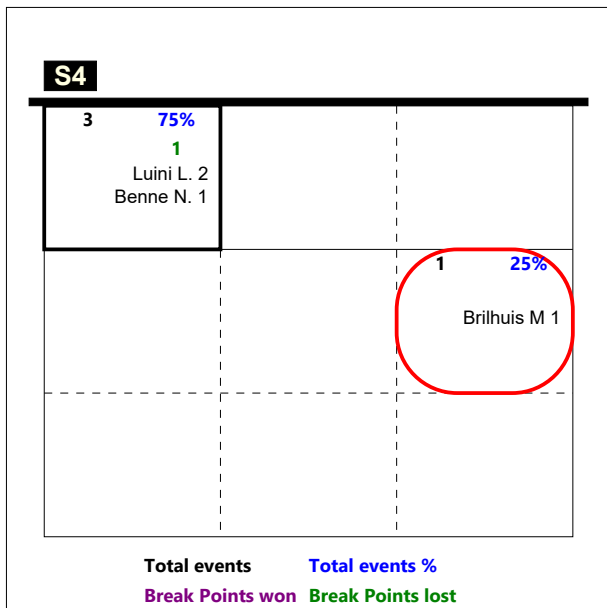 S4
3 75%
1
Luini L. 2
Benne N. 1
1 25%
Brilhuis M 1
Total events Total events %
Break Points won Break Points lost